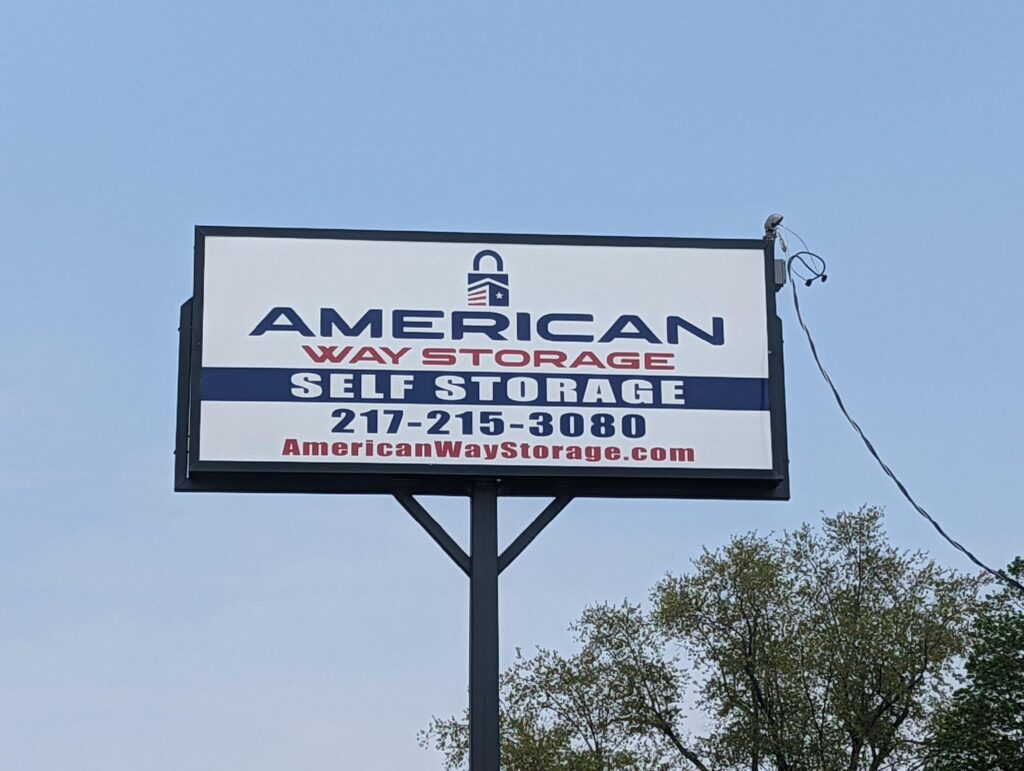 AMERICAN
WAY STORAGE
SELF STORAGE
217-215-3080
AmericanWayStorage.com